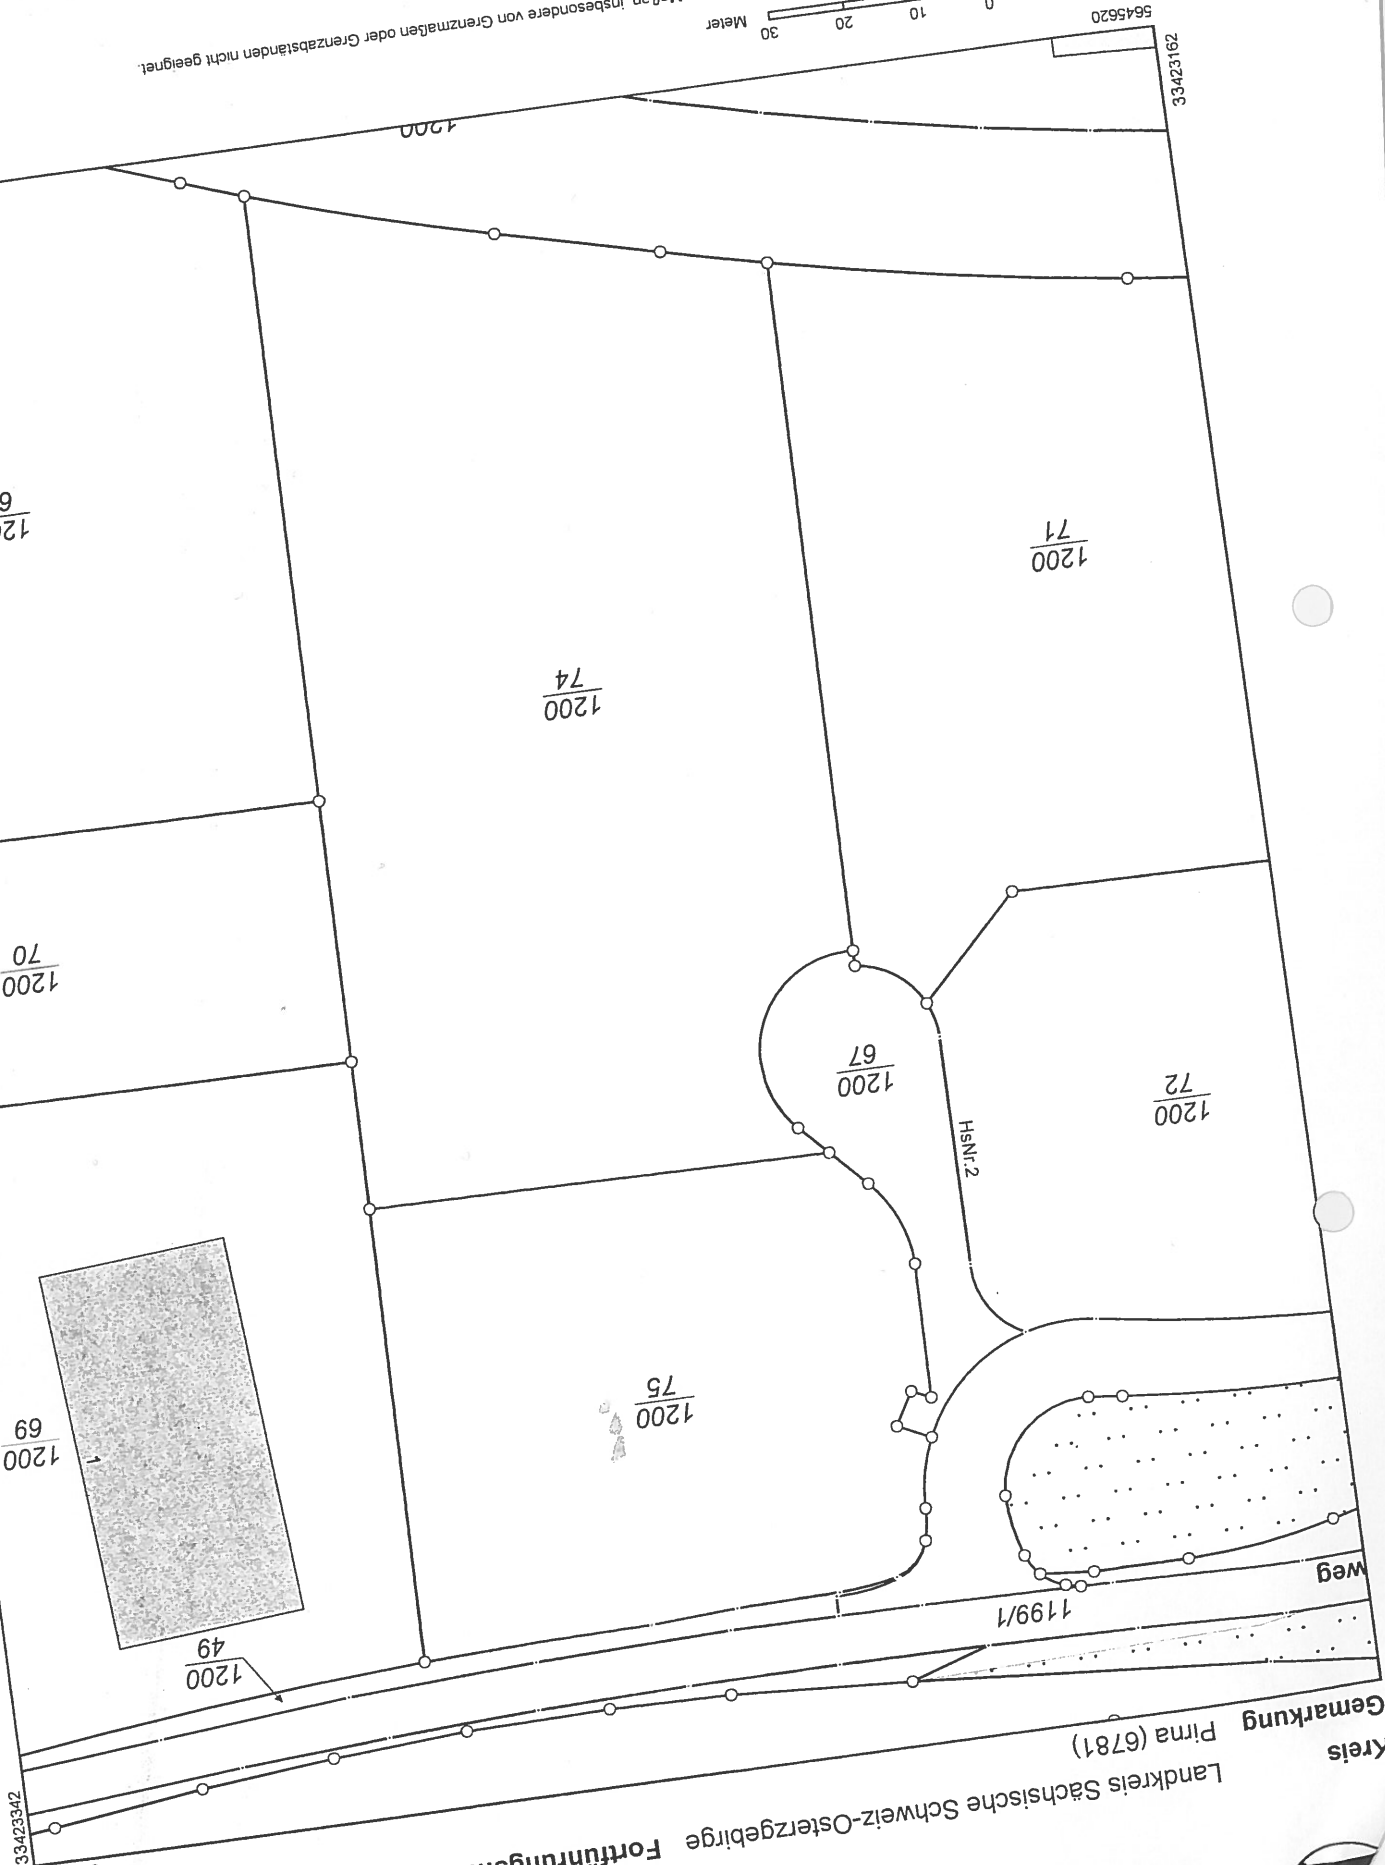 Fortführung
Kreis Landkreis Sächsische Schweiz-Osterzgebirge
Gemarkung Pirna (6781)
33423342
weg
1199/1
1200
49
1200
69
1
1200
75
1200
72
HsNr.2
1200
67
1200
70
1200
74
1200
71
1200
33423162
5645620
0 10 20 30
Meter
insbesondere von Grenzmaßen oder Grenzabständen nicht geeignet.